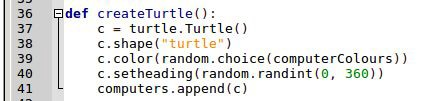 36 def createTurtle():
37     c = turtle.Turtle()
38     c.shape("turtle")
39     c.color(random.choice(computerColours))
40     c.setheading(random.randint(0, 360))
41     computers.append(c)